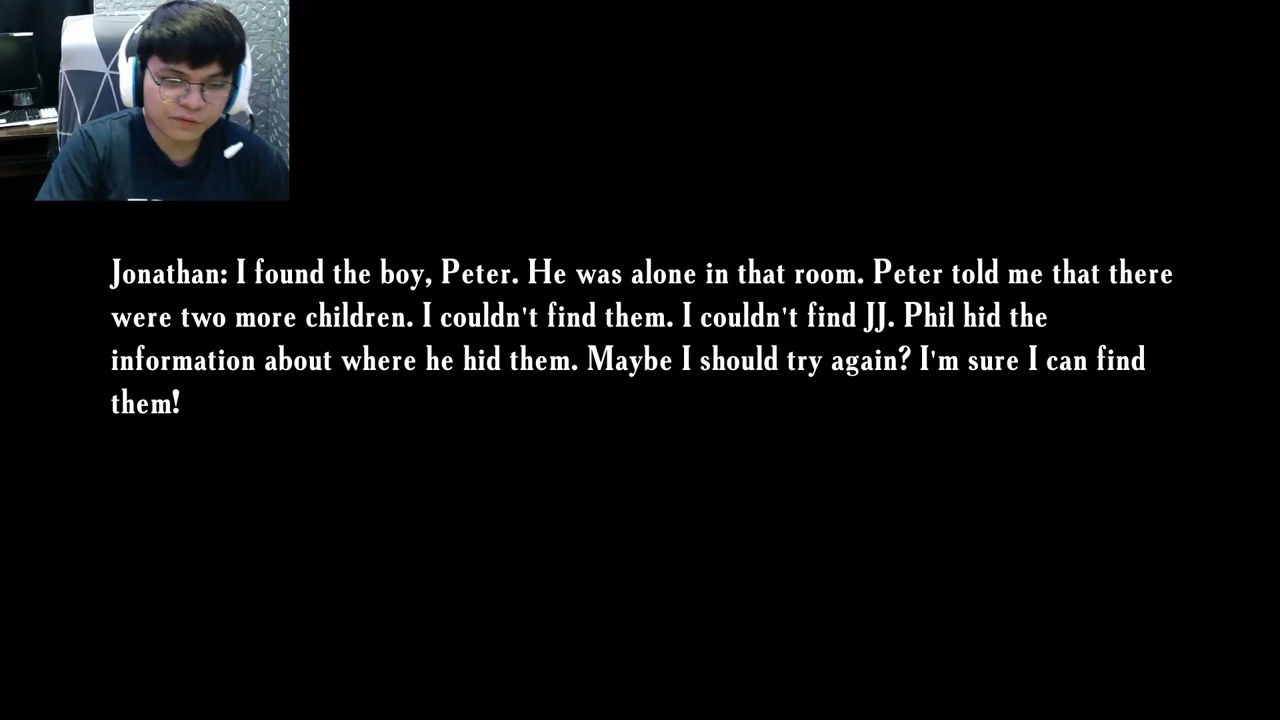 Jonathan: I found the boy, Peter. He was alone in that room. Peter told me that there
were two more children. I couldn't find them. I couldn't find JJ. Phil hid the
information about where he hid them. Maybe I should try again? I'm sure I can find
them!